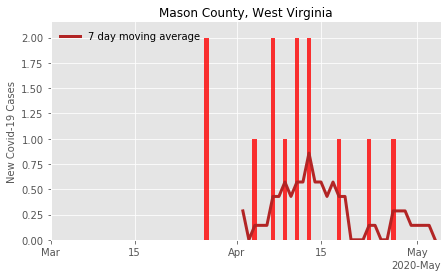 Mason County, West Virginia
7 day moving average
New Covid-19 Cases
2.00
1.75
1.50
1.25
1.00
0.75
0.50
0.25
0.00
Mar
15
Apr
15
May
2020-May